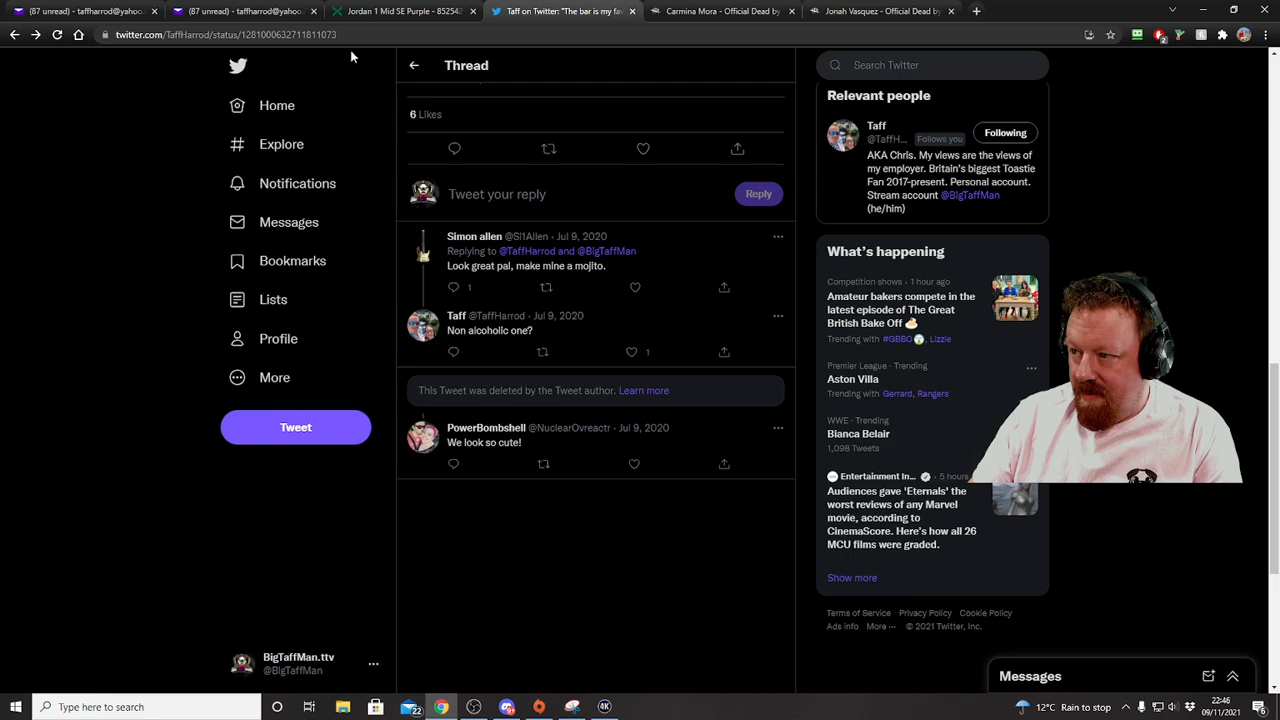 (87 unread) - taffharrod@yahoo
(87 unread) - taffharrod@yahoo
Jordan 1 Mid SE Purple - 85254
Taff on Twitter: "The bar is my fa
Carmina Mora - Official Dead by
Jonah Vasquez - Official Dead by
twitter.com/TaffHarrod/status/1281000632711811073
Thread
Search Twitter
Home
Explore
Notifications
Messages
Bookmarks
Lists
Profile
More
Tweet
BigTaffMan.ttv
@BigTaffMan
6 Likes
Tweet your reply
Reply
Simon allen @Sl1Allen · Jul 9, 2020
Replying to @TaffHarrod and @BigTaffMan
Look great pal, make mine a mojito.
1
Taff @TaffHarrod · Jul 9, 2020
Non alcoholic one?
1
This Tweet was deleted by the Tweet author. Learn more
PowerBombshell @NuclearOvreactr · Jul 9, 2020
We look so cute!
Relevant people
Taff
@TaffH... Follows you
Following
AKA Chris. My views are the views of
my employer. Britain's biggest Toastie
Fan 2017-present. Personal account.
Stream account @BigTaffMan
(he/him)
What's happening
Competition shows · 1 hour ago
Amateur bakers compete in the
latest episode of The Great
British Bake Off
Trending with #GBBO, Lizzie
Premier League · Trending
Aston Villa
Trending with Gerrard, Rangers
WWE · Trending
Bianca Belair
1,098 Tweets
Entertainment In... · 5 hours
Audiences gave 'Eternals' the
worst reviews of any Marvel
movie, according to
CinemaScore. Here's how all 26
MCU films were graded.
Show more
Terms of Service Privacy Policy Cookie Policy
Ads info More ··· © 2021 Twitter, Inc.
Messages
Type here to search
22
4K
12°C Rain to stop
22:46
09/11/2021